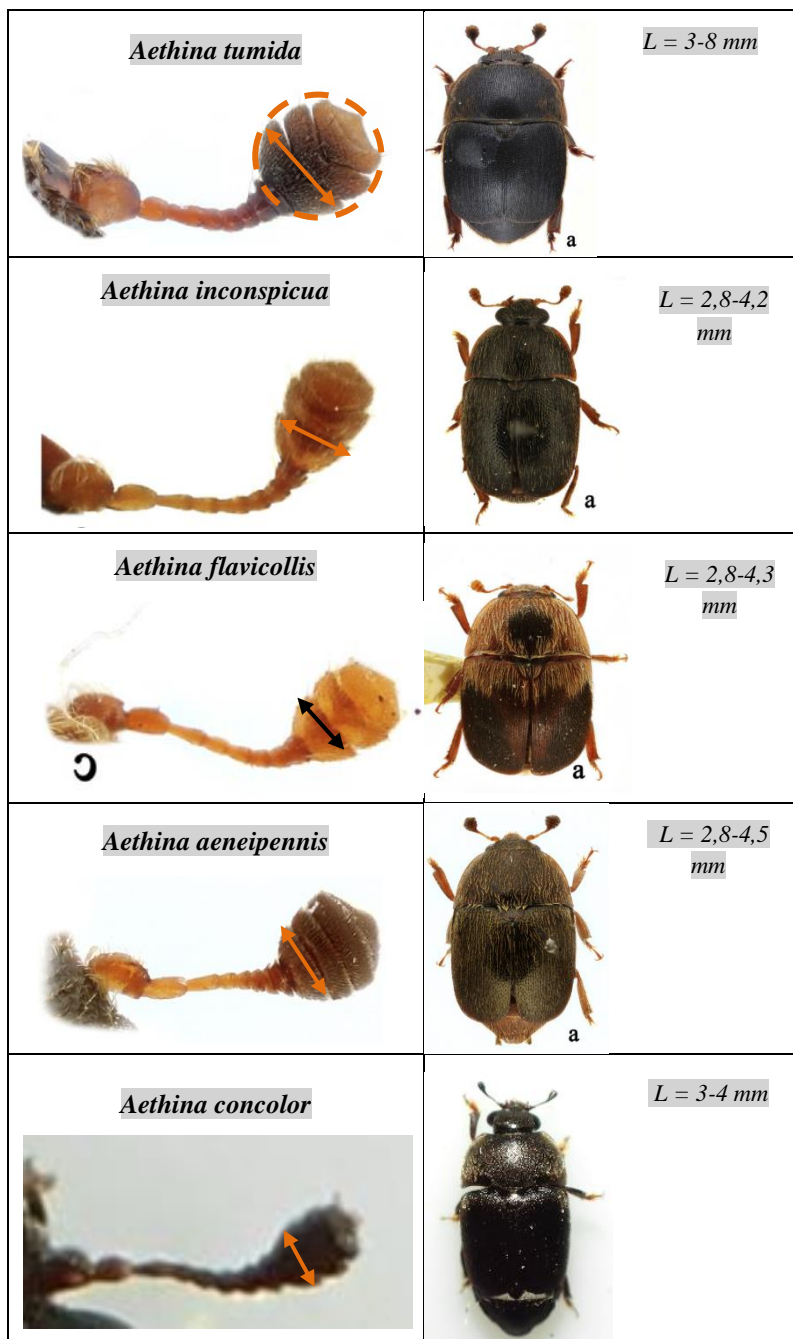 Aethina tumida
L = 3-8 mm
a
Aethina inconspicua
L = 2,8-4,2
mm
a
Aethina flavicollis
L = 2,8-4,3
mm
c
a
Aethina aeneipennis
L = 2,8-4,5
mm
a
Aethina concolor
L = 3-4 mm